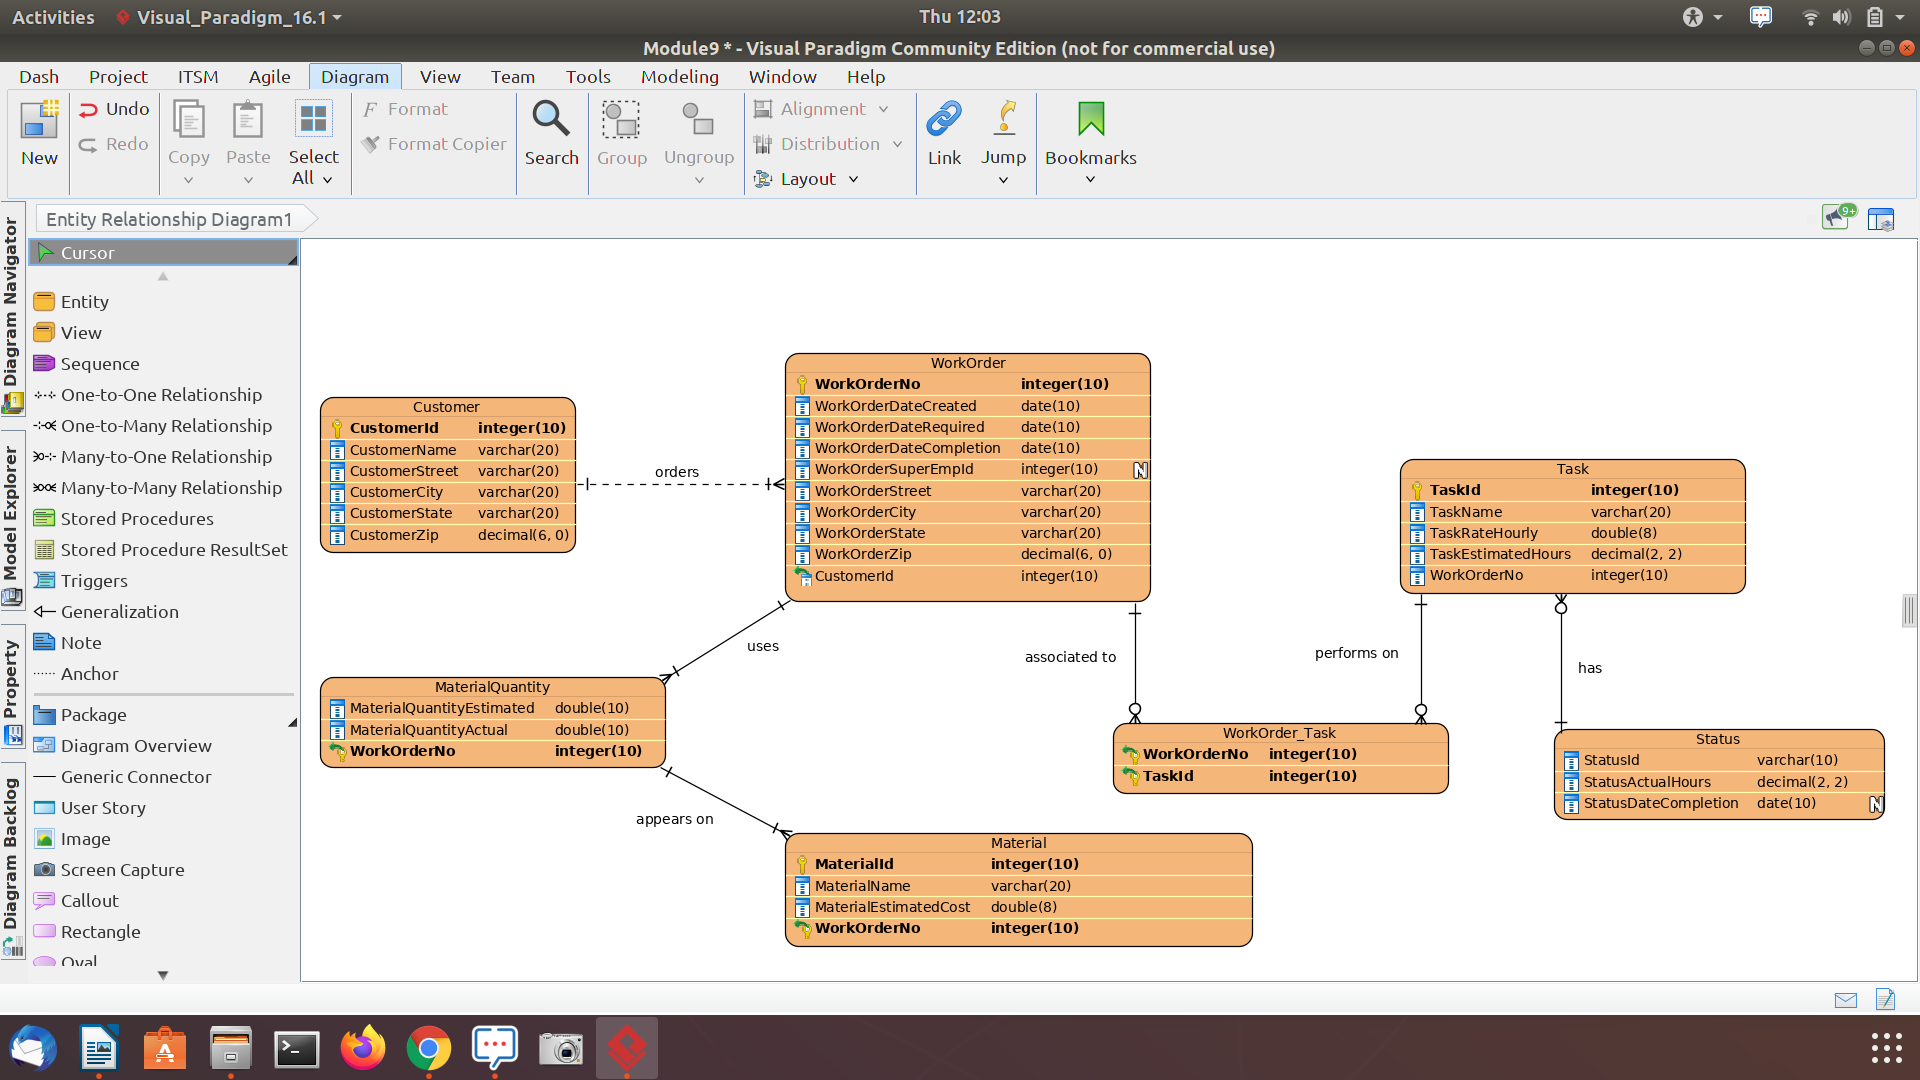 Activities
Visual_Paradigm_16.1
Thu 12:03
Module9 * - Visual Paradigm Community Edition (not for commercial use)
Dash Project ITSM Agile Diagram View Team Tools Modeling Window Help
New
Undo
Redo
Copy
Paste
Select All
Format
Format Copier
Search
Group
Ungroup
Alignment
Distribution
Layout
Link
Jump
Bookmarks
Entity Relationship Diagram1
9+
Diagram Navigator
Model Explorer
Property
Diagram Backlog
Cursor
Entity
View
Sequence
One-to-One Relationship
One-to-Many Relationship
Many-to-One Relationship
Many-to-Many Relationship
Stored Procedures
Stored Procedure ResultSet
Triggers
Generalization
Note
Anchor
Package
Diagram Overview
Generic Connector
User Story
Image
Screen Capture
Callout
Rectangle
Oval
Customer
CustomerId integer(10)
CustomerName varchar(20)
CustomerStreet varchar(20)
CustomerCity varchar(20)
CustomerState varchar(20)
CustomerZip decimal(6, 0)
orders
WorkOrder
WorkOrderNo integer(10)
WorkOrderDateCreated date(10)
WorkOrderDateRequired date(10)
WorkOrderDateCompletion date(10)
WorkOrderSuperEmpId integer(10) N
WorkOrderStreet varchar(20)
WorkOrderCity varchar(20)
WorkOrderState varchar(20)
WorkOrderZip decimal(6, 0)
CustomerId integer(10)
Task
TaskId integer(10)
TaskName varchar(20)
TaskRateHourly double(8)
TaskEstimatedHours decimal(2, 2)
WorkOrderNo integer(10)
uses
associated to
performs on
has
MaterialQuantity
MaterialQuantityEstimated double(10)
MaterialQuantityActual double(10)
WorkOrderNo integer(10)
WorkOrder_Task
WorkOrderNo integer(10)
TaskId integer(10)
Status
StatusId varchar(10)
StatusActualHours decimal(2, 2)
StatusDateCompletion date(10) N
appears on
Material
MaterialId integer(10)
MaterialName varchar(20)
MaterialEstimatedCost double(8)
WorkOrderNo integer(10)